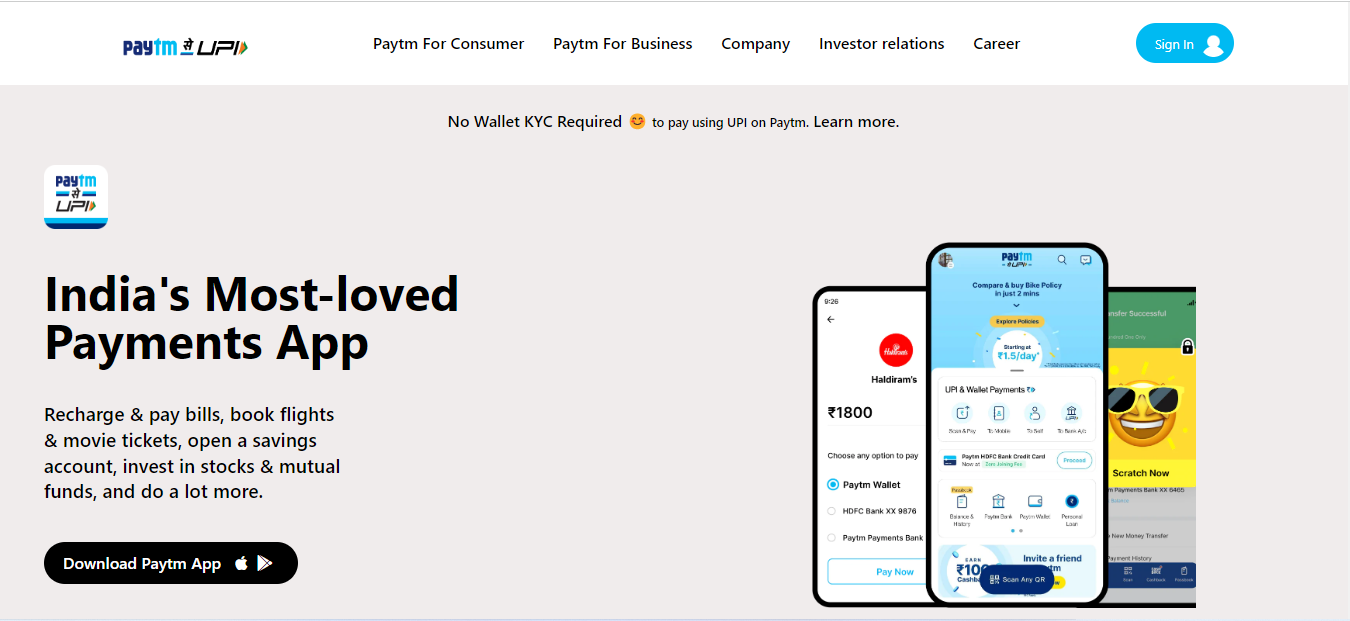 paytm से UPI
Paytm For Consumer
Paytm For Business
Company
Investor relations
Career
Sign In
No Wallet KYC Required 😊 to pay using UPI on Paytm. Learn more.
paytm
से
UPI
India's Most-loved
Payments App
Recharge & pay bills, book flights
& movie tickets, open a savings
account, invest in stocks & mutual
funds, and do a lot more.
Download Paytm App
9:26
Haldiram's
Haldiram's
₹1800
Choose any option to pay
Paytm Wallet
HDFC Bank XX 9876
Paytm Payments Bank
Pay Now
paytm
से UPI
Compare & buy Bike Policy
in just 2 mins
Explore Policies
Starting at
₹1.5/day*
UPI & Wallet Payments
Scan & Pay
To Mobile
To Self
To Bank A/c
Paytm HDFC Bank Credit Card
Now at Zero Joining Fee
Proceed
Passbook
Balance &
History
Paytm Bank
Paytm Wallet
Personal
Loan
EARN
₹100
Cashba
Invite a friend
tm
Scan Any QR
nsfer Successful
Scratch Now
m Payments Bank XX 6465
Balance
New Money Transfer
Payment History
Scan
Cashback
Passbook